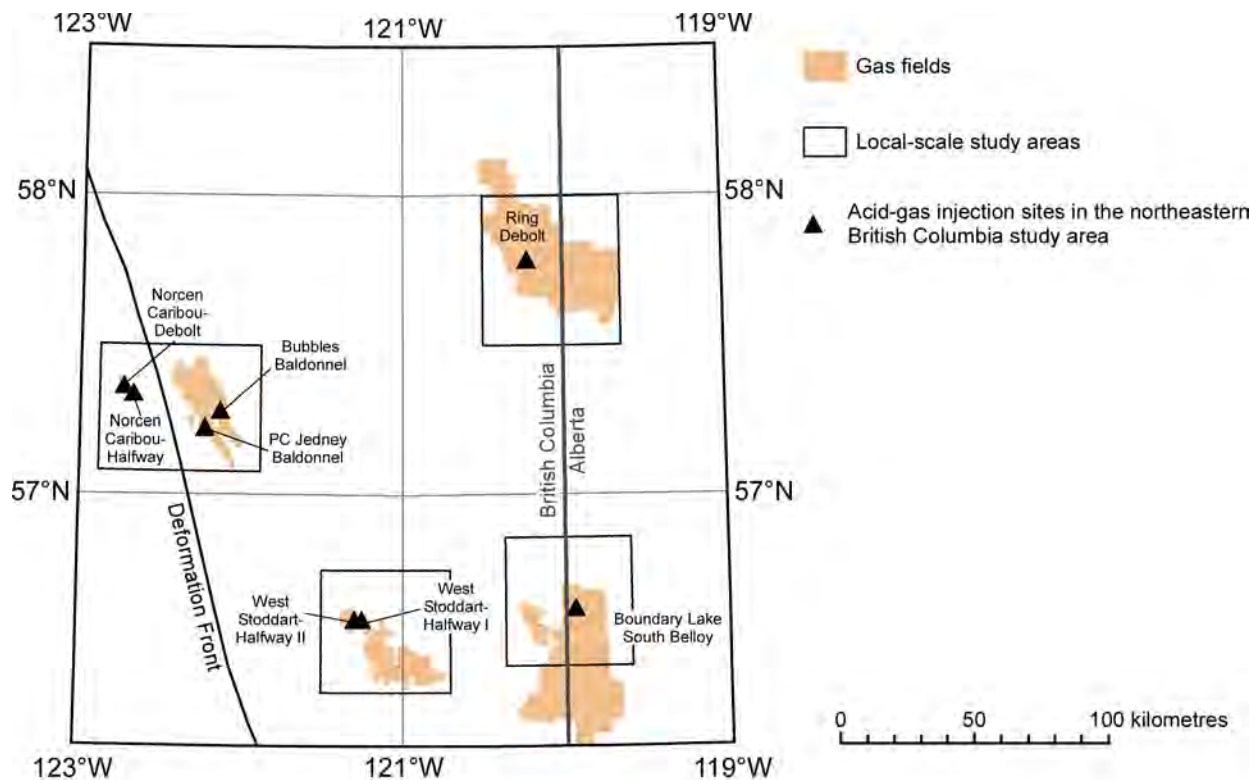 123°W
121°W
119°W
Gas fields
Local-scale study areas
Acid-gas injection sites in the northeastern
British Columbia study area
58°N
58°N
Ring
Debolt
Norcen
Caribou-
Debolt
Bubbles
Baldonnel
Norcen
Caribou-
Halfway
PC Jedney
Baldonnel
British Columbia
Alberta
57°N
57°N
Deformation Front
West
Stoddart-
Halfway II
West
Stoddart-
Halfway I
Boundary Lake
South Belloy
0 50 100 kilometres
123°W
121°W
119°W